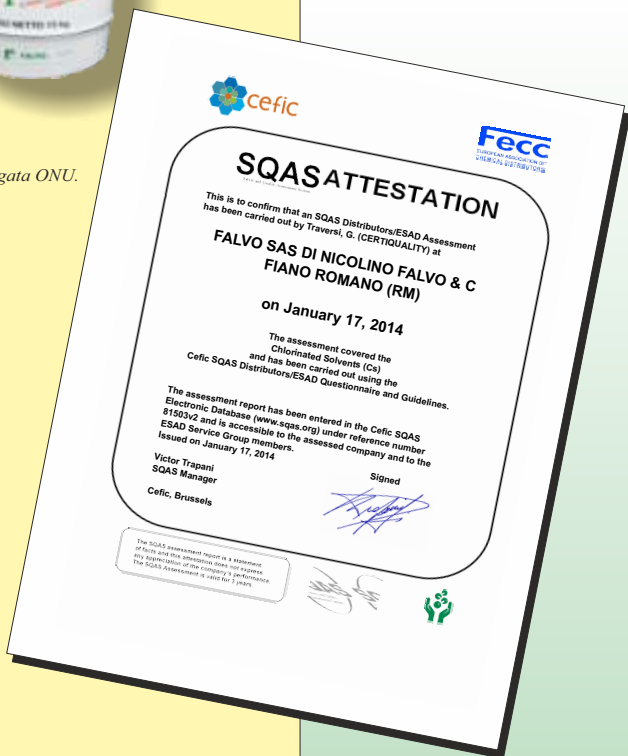 gata ONU.
cefic
Fecc
EUROPEAN ASSOCIATION OF
CHEMICAL DISTRIBUTORS
SQAS ATTESTATION
This is to confirm that an SQAS Distributors/ESAD Assessment
has been carried out by Traversi, G. (CERTIQUALITY) at
FALVO SAS DI NICOLINO FALVO & C
FIANO ROMANO (RM)
on January 17, 2014
The assessment covered the
Chlorinated Solvents (Cs)
and has been carried out using the
Cefic SQAS Distributors/ESAD Questionnaire and Guidelines.
The assessment report has been entered in the Cefic SQAS
Electronic Database (www.sqas.org) under reference number
81503v2 and is accessible to the assessed company and to the
ESAD Service Group members.
Issued on January 17, 2014
Victor Trapani
SQAS Manager
Signed
Cefic, Brussels
The SQAS assessment report is a statement
of facts and this attestation does not express
any appreciation of the company's performance.
The SQAS Assessment is valid for 3 years.